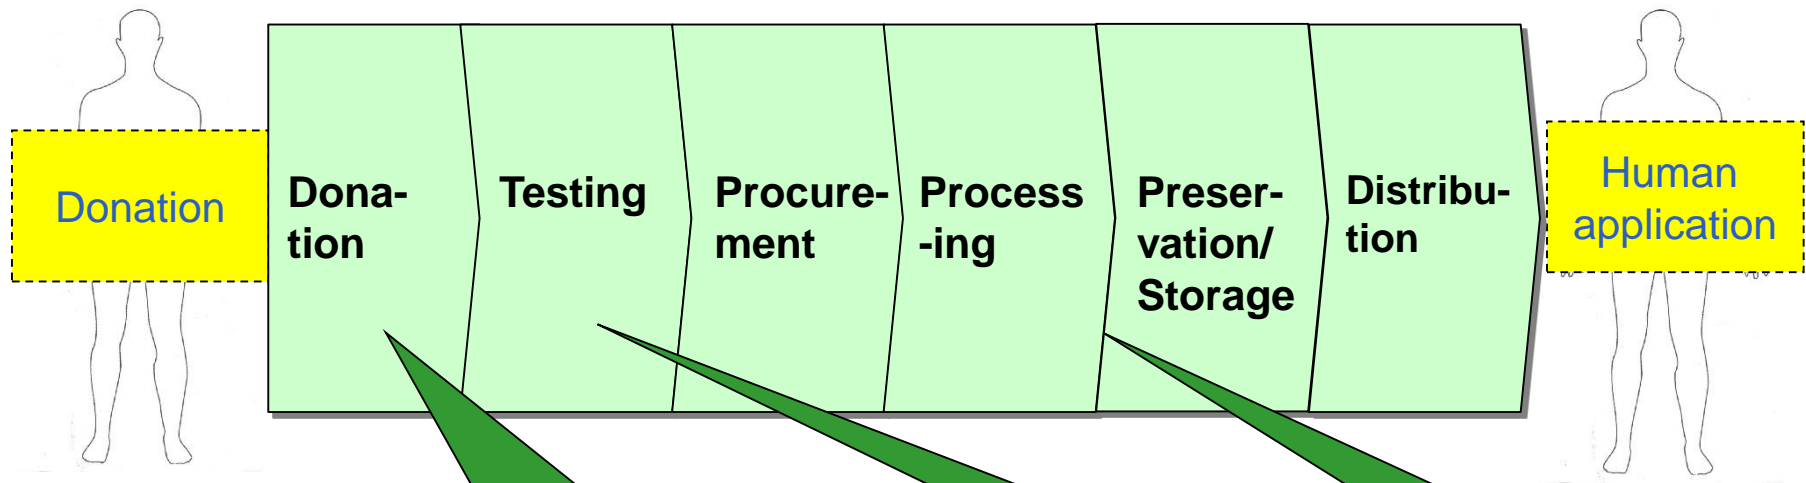 Donation
Dona-
tion
Testing
Procure-
ment
Process
-ing
Preser-
vation/
Storage
Distribu-
tion
Human
application